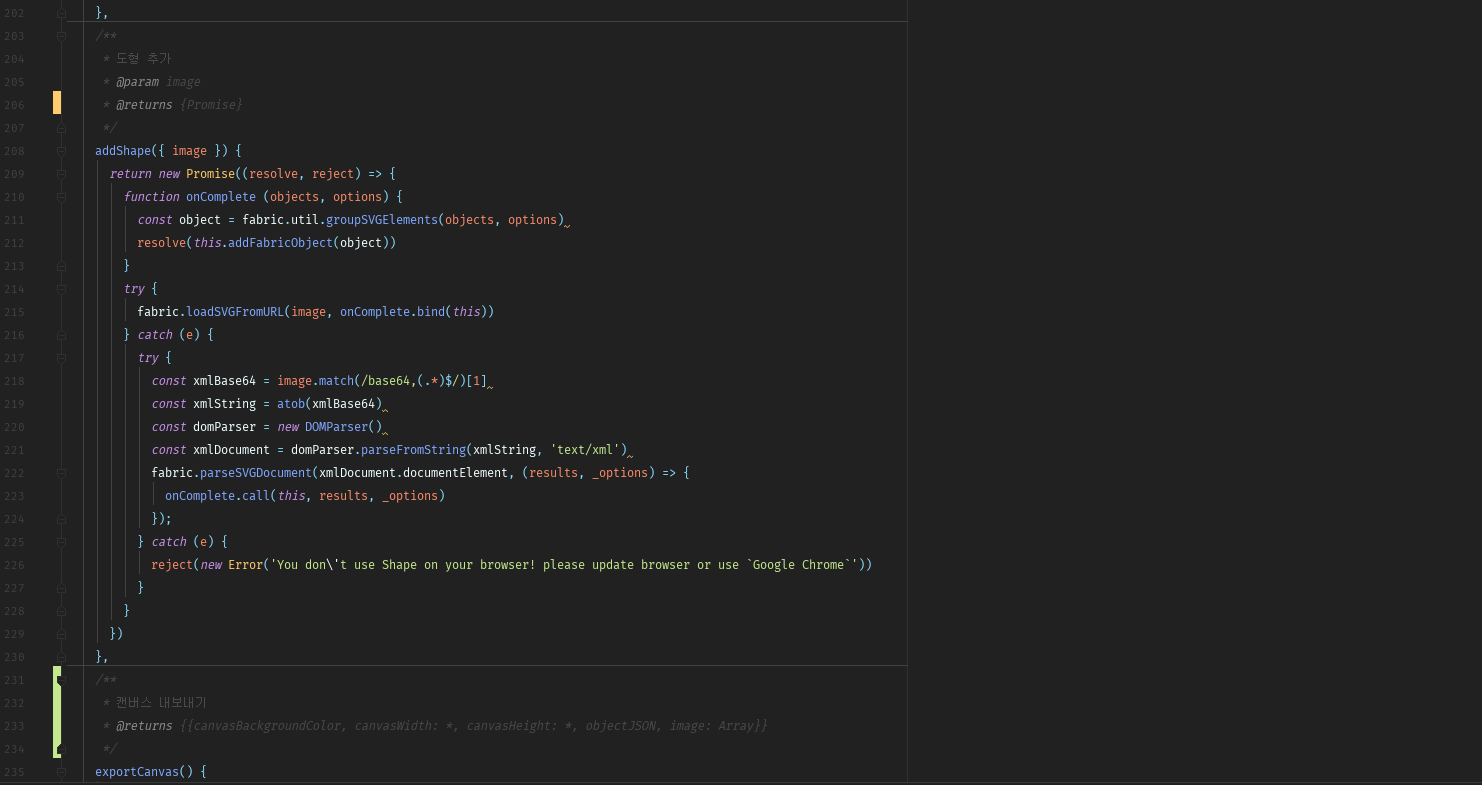 202 },
203 /**
204 * 도형 추가
205 * @param image
206 * @returns {Promise}
207 */
208 addShape({ image }) {
209 return new Promise((resolve, reject) => {
210 function onComplete (objects, options) {
211 const object = fabric.util.groupSVGElements(objects, options)
212 resolve(this.addFabricObject(object))
213 }
214 try {
215 fabric.loadSVGFromURL(image, onComplete.bind(this))
216 } catch (e) {
217 try {
218 const xmlBase64 = image.match(/base64,(.*)$/)[1]
219 const xmlString = atob(xmlBase64)
220 const domParser = new DOMParser()
221 const xmlDocument = domParser.parseFromString(xmlString, 'text/xml')
222 fabric.parseSVGDocument(xmlDocument.documentElement, (results, _options) => {
223 onComplete.call(this, results, _options)
224 });
225 } catch (e) {
226 reject(new Error('You don\'t use Shape on your browser! please update browser or use `Google Chrome`'))
227 }
228 }
229 })
230 },
231 /**
232 * 캔버스 내보내기
233 * @returns {{canvasBackgroundColor, canvasWidth: *, canvasHeight: *, objectJSON, image: Array}}
234 */
235 exportCanvas() {